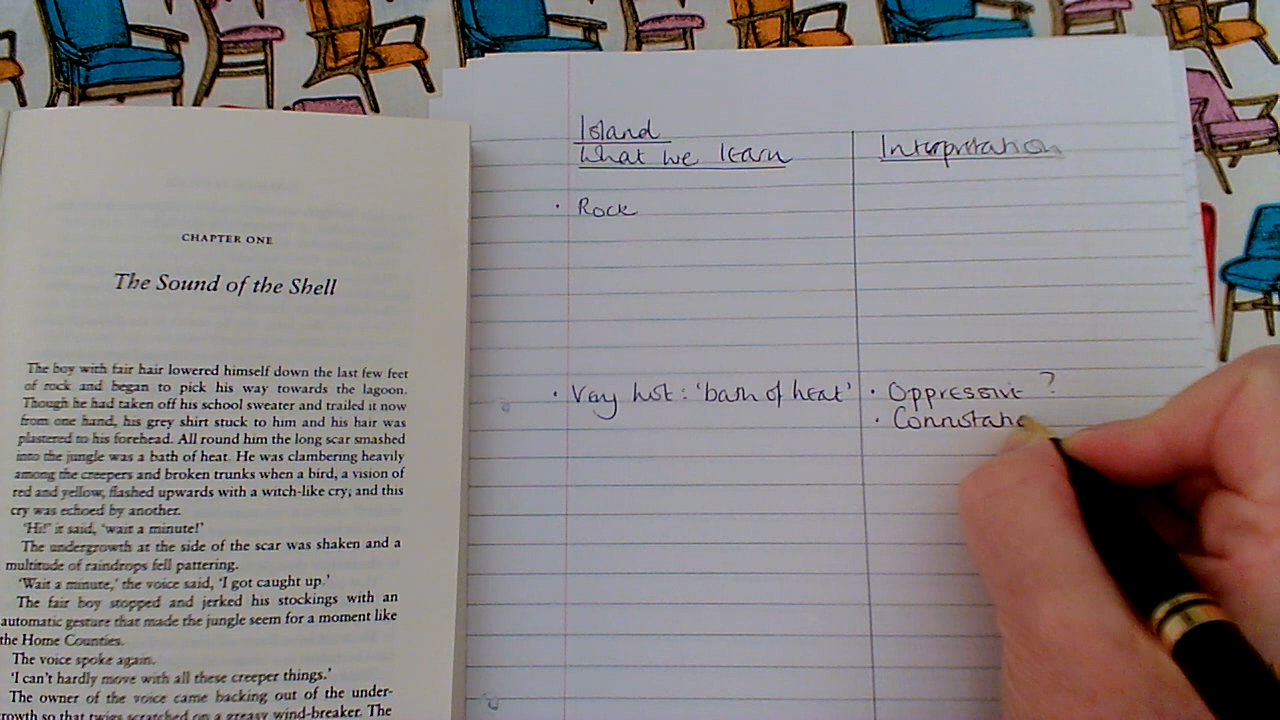 CHAPTER ONE
The Sound of the Shell
The boy with fair hair lowered himself down the last few feet
of rock and began to pick his way towards the lagoon.
Though he had taken off his school sweater and trailed it now
from one hand, his grey shirt stuck to him and his hair was
plastered to his forehead. All round him the long scar smashed
into the jungle was a bath of heat. He was clambering heavily
among the creepers and broken trunks when a bird, a vision of
red and yellow, flashed upwards with a witch-like cry; and this
cry was echoed by another.
'Hi!' it said, 'wait a minute!'
The undergrowth at the side of the scar was shaken and a
multitude of raindrops fell pattering.
'Wait a minute,' the voice said, 'I got caught up.'
The fair boy stopped and jerked his stockings with an
automatic gesture that made the jungle seem for a moment like
the Home Counties.
The voice spoke again.
'I can't hardly move with all these creeper things.'
The owner of the voice came backing out of the under-
growth so that twigs scratched on a greasy wind-breaker. The
Island
What we learn
Interpretation
• Rock
• Very hot: 'bath of heat'
• Oppressive ?
• Connotatio